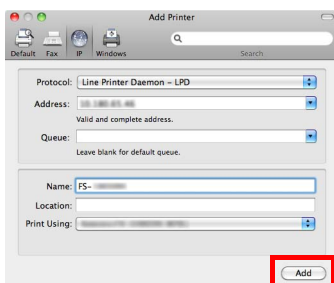 Add Printer
Default Fax IP Windows Search
Protocol: Line Printer Daemon - LPD
Address:
Valid and complete address.
Queue:
Leave blank for default queue.
Name: FS-
Location:
Print Using:
Add